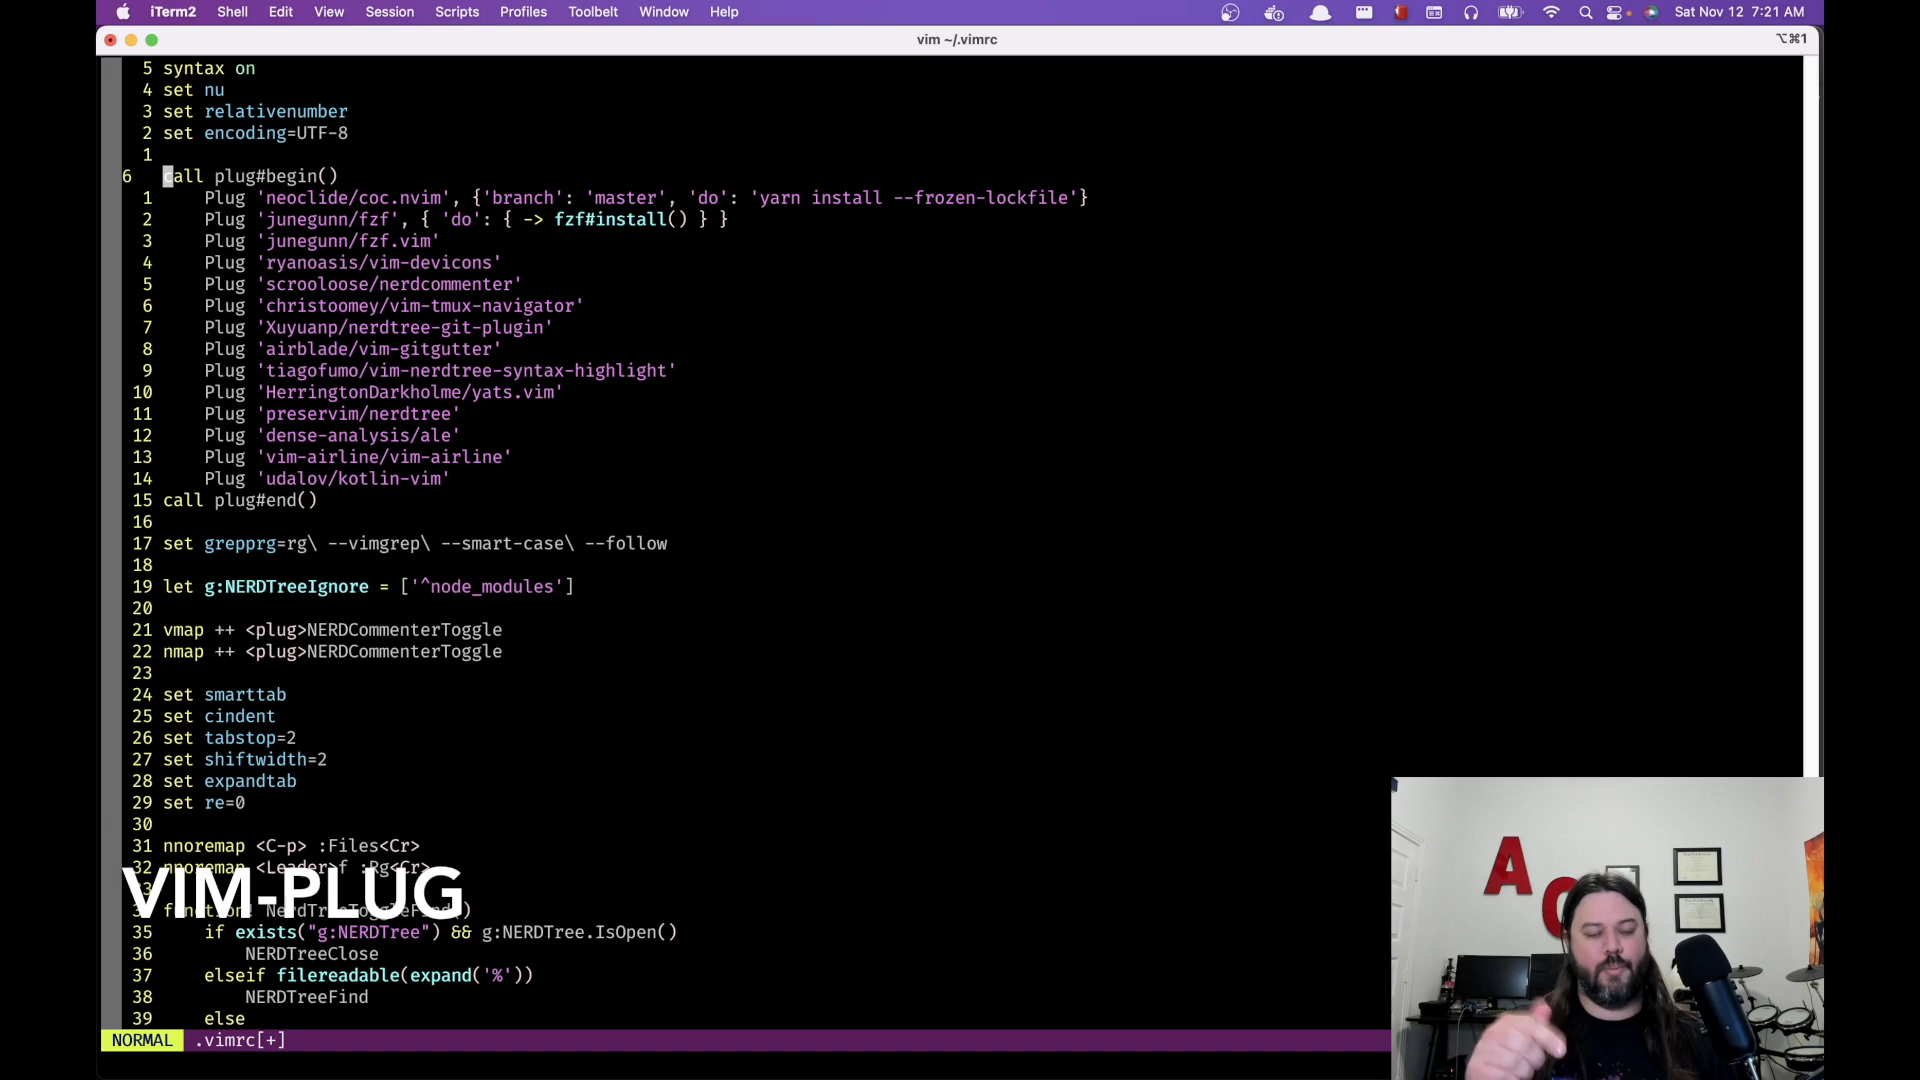 iTerm2 Shell Edit View Session Scripts Profiles Toolbelt Window Help Sat Nov 12 7:21 AM
vim ~/.vimrc ⌥⌘1
5 syntax on
4 set nu
3 set relativenumber
2 set encoding=UTF-8
1
6 call plug#begin()
1 Plug 'neoclide/coc.nvim', {'branch': 'master', 'do': 'yarn install --frozen-lockfile'}
2 Plug 'junegunn/fzf', { 'do': { -> fzf#install() } }
3 Plug 'junegunn/fzf.vim'
4 Plug 'ryanoasis/vim-devicons'
5 Plug 'scrooloose/nerdcommenter'
6 Plug 'christoomey/vim-tmux-navigator'
7 Plug 'Xuyuanp/nerdtree-git-plugin'
8 Plug 'airblade/vim-gitgutter'
9 Plug 'tiagofumo/vim-nerdtree-syntax-highlight'
10 Plug 'HerringtonDarkholme/yats.vim'
11 Plug 'preservim/nerdtree'
12 Plug 'dense-analysis/ale'
13 Plug 'vim-airline/vim-airline'
14 Plug 'udalov/kotlin-vim'
15 call plug#end()
16
17 set grepprg=rg\ --vimgrep\ --smart-case\ --follow
18
19 let g:NERDTreeIgnore = ['^node_modules']
20
21 vmap ++ <plug>NERDCommenterToggle
22 nmap ++ <plug>NERDCommenterToggle
23
24 set smarttab
25 set cindent
26 set tabstop=2
27 set shiftwidth=2
28 set expandtab
29 set re=0
30
31 nnoremap <C-p> :Files<Cr>
32 nnoremap <Leader>f :Rg<Cr>
VIM-PLUG
35 if exists("g:NERDTree") && g:NERDTree.IsOpen()
36 NERDTreeClose
37 elseif filereadable(expand('%'))
38 NERDTreeFind
39 else
NORMAL .vimrc[+]
A